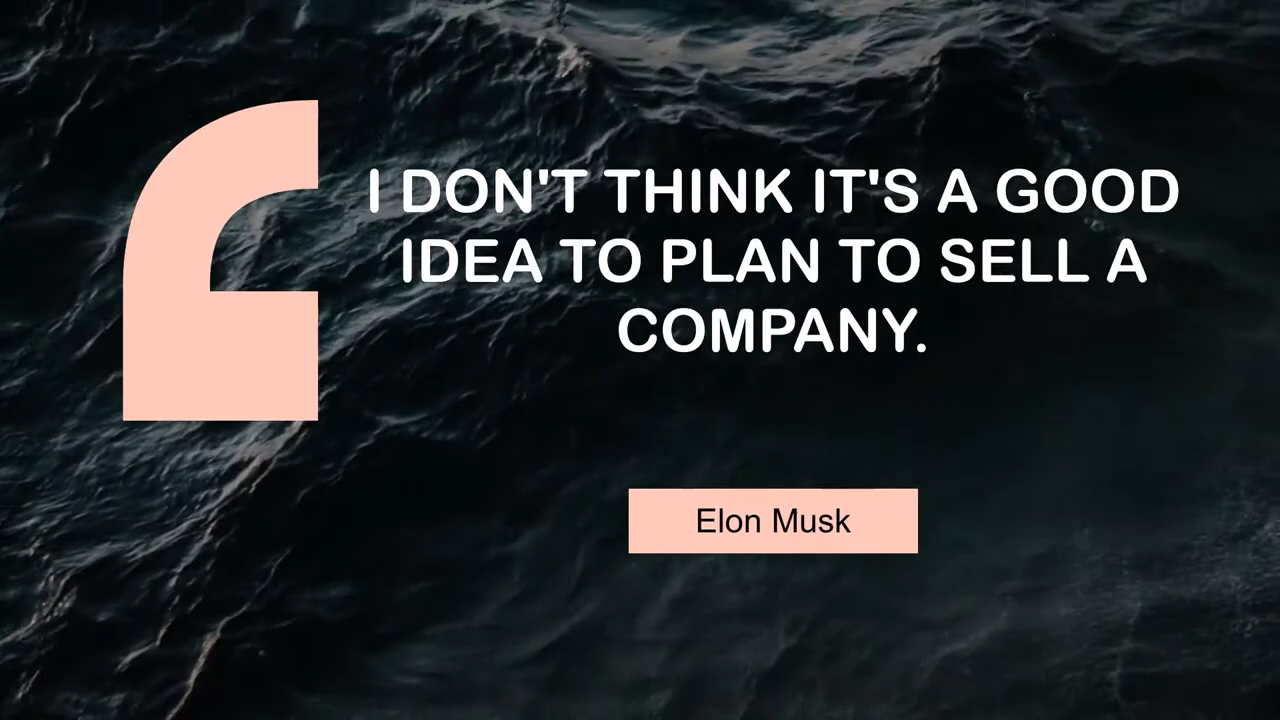 I DON'T THINK IT'S A GOOD
IDEA TO PLAN TO SELL A
COMPANY.
Elon Musk